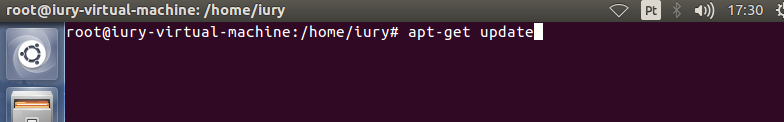 root@iury-virtual-machine: /home/iury
Pt
17:30
root@iury-virtual-machine:/home/iury# apt-get update